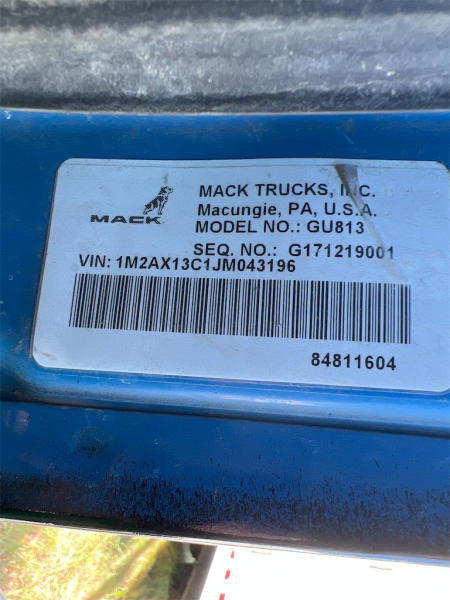 MACK
MACK TRUCKS, INC.
Macungie, PA, U.S.A.
MODEL NO.: GU813
SEQ. NO.: G171219001
VIN: 1M2AX13C1JM043196
84811604